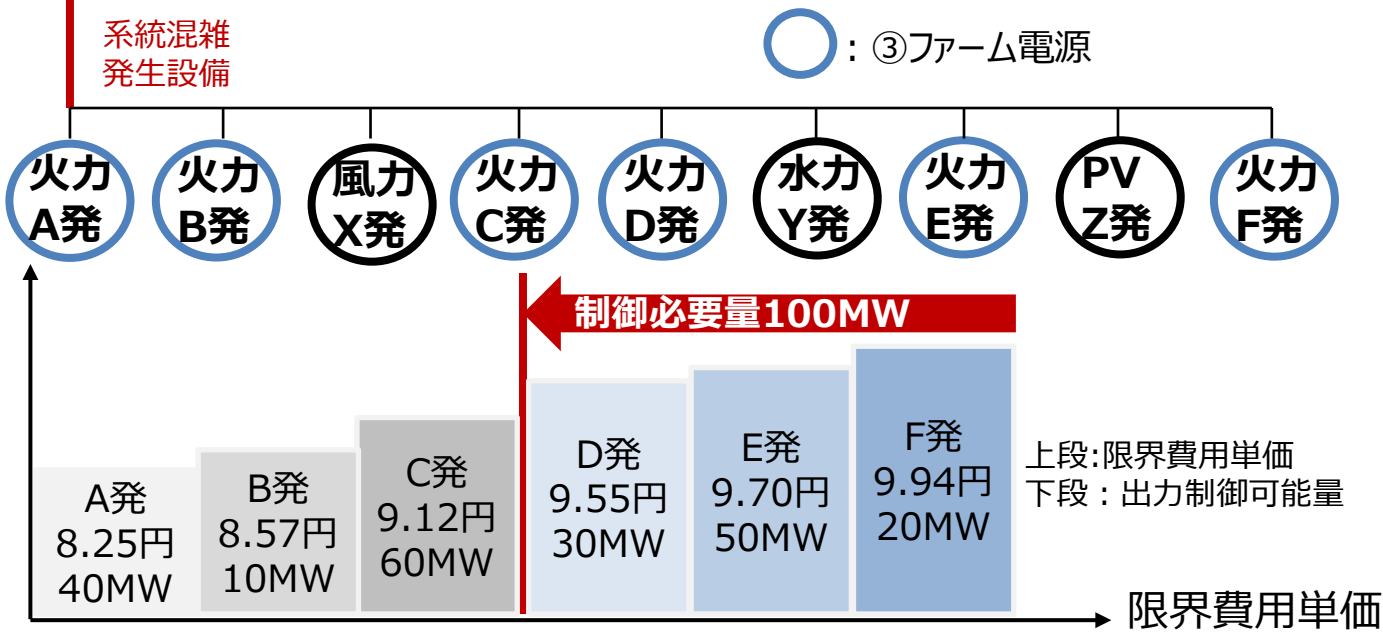 系統混雑
発生設備
：③ファーム電源
火力
A発
火力
B発
風力
X発
火力
C発
火力
D発
水力
Y発
火力
E発
PV
Z発
火力
F発
制御必要量100MW
A発
8.25円
40MW
B発
8.57円
10MW
C発
9.12円
60MW
D発
9.55円
30MW
E発
9.70円
50MW
F発
9.94円
20MW
上段:限界費用単価
下段：出力制御可能量
限界費用単価